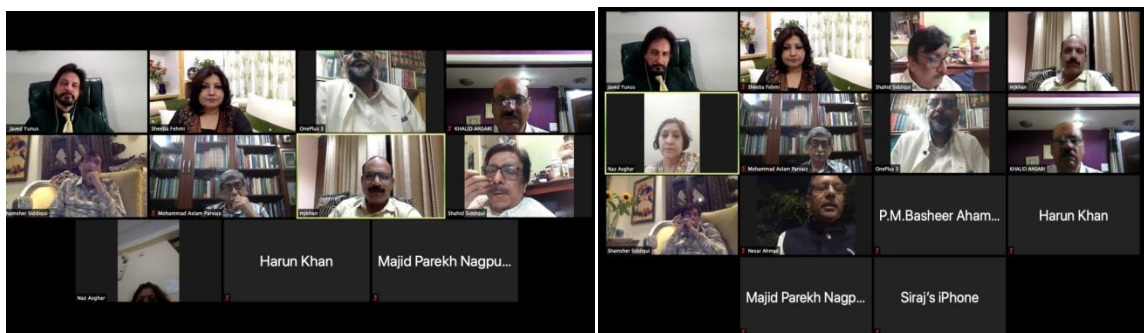 Javed Yunus
Sheeba Fehmi
OnePlus 3
KHALID ANSARI
Shamsher Siddiqui
Mohammad Aslam Parvaiz
mjkhan
Shahid Siddiqui
Naz Asghar
Harun Khan
Majid Parekh Nagpu...
Javed Yunus
Sheeba Fehmi
Shahid Siddiqui
mjkhan
Naz Asghar
Mohammad Aslam Parvaiz
OnePlus 3
KHALID ANSARI
Shamsher Siddiqui
Nesar Ahmad
P.M.Basheer Aham...
Harun Khan
Majid Parekh Nagp...
Siraj's iPhone